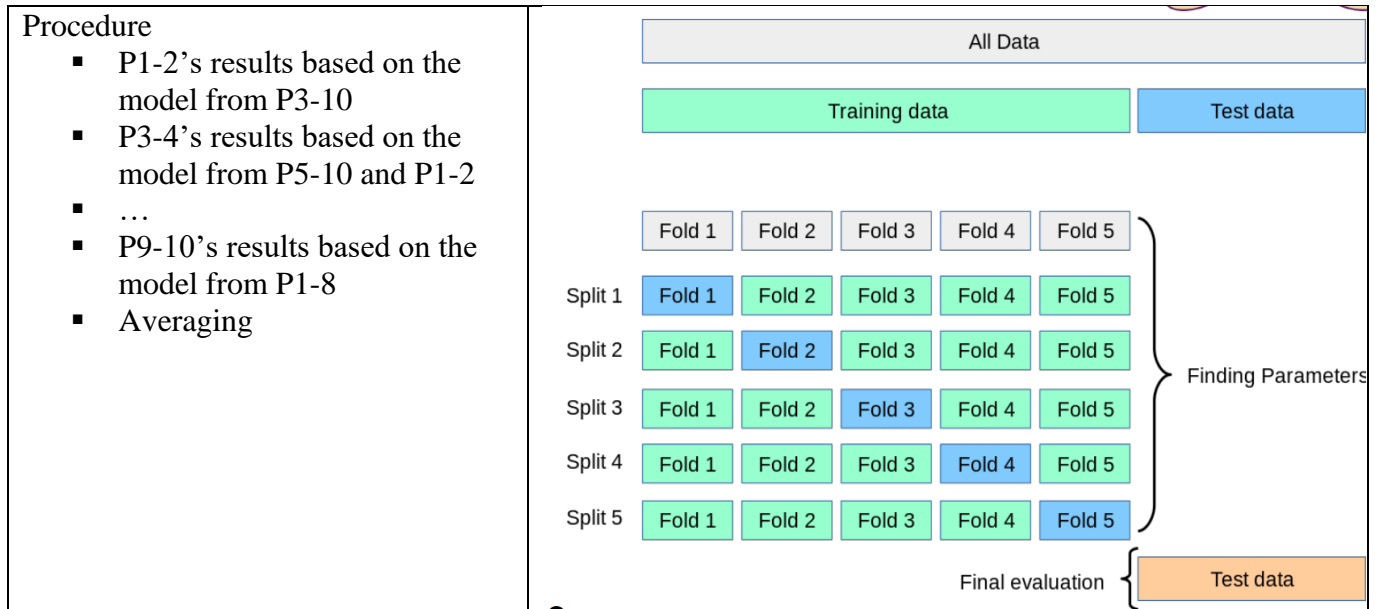 Procedure
▪ P1-2’s results based on the
model from P3-10
▪ P3-4’s results based on the
model from P5-10 and P1-2
▪ …
▪ P9-10’s results based on the
model from P1-8
▪ Averaging
All Data
Training data Test data
Fold 1 Fold 2 Fold 3 Fold 4 Fold 5
Split 1 Fold 1 Fold 2 Fold 3 Fold 4 Fold 5
Split 2 Fold 1 Fold 2 Fold 3 Fold 4 Fold 5
Finding Parameters
Split 3 Fold 1 Fold 2 Fold 3 Fold 4 Fold 5
Split 4 Fold 1 Fold 2 Fold 3 Fold 4 Fold 5
Split 5 Fold 1 Fold 2 Fold 3 Fold 4 Fold 5
Final evaluation Test data